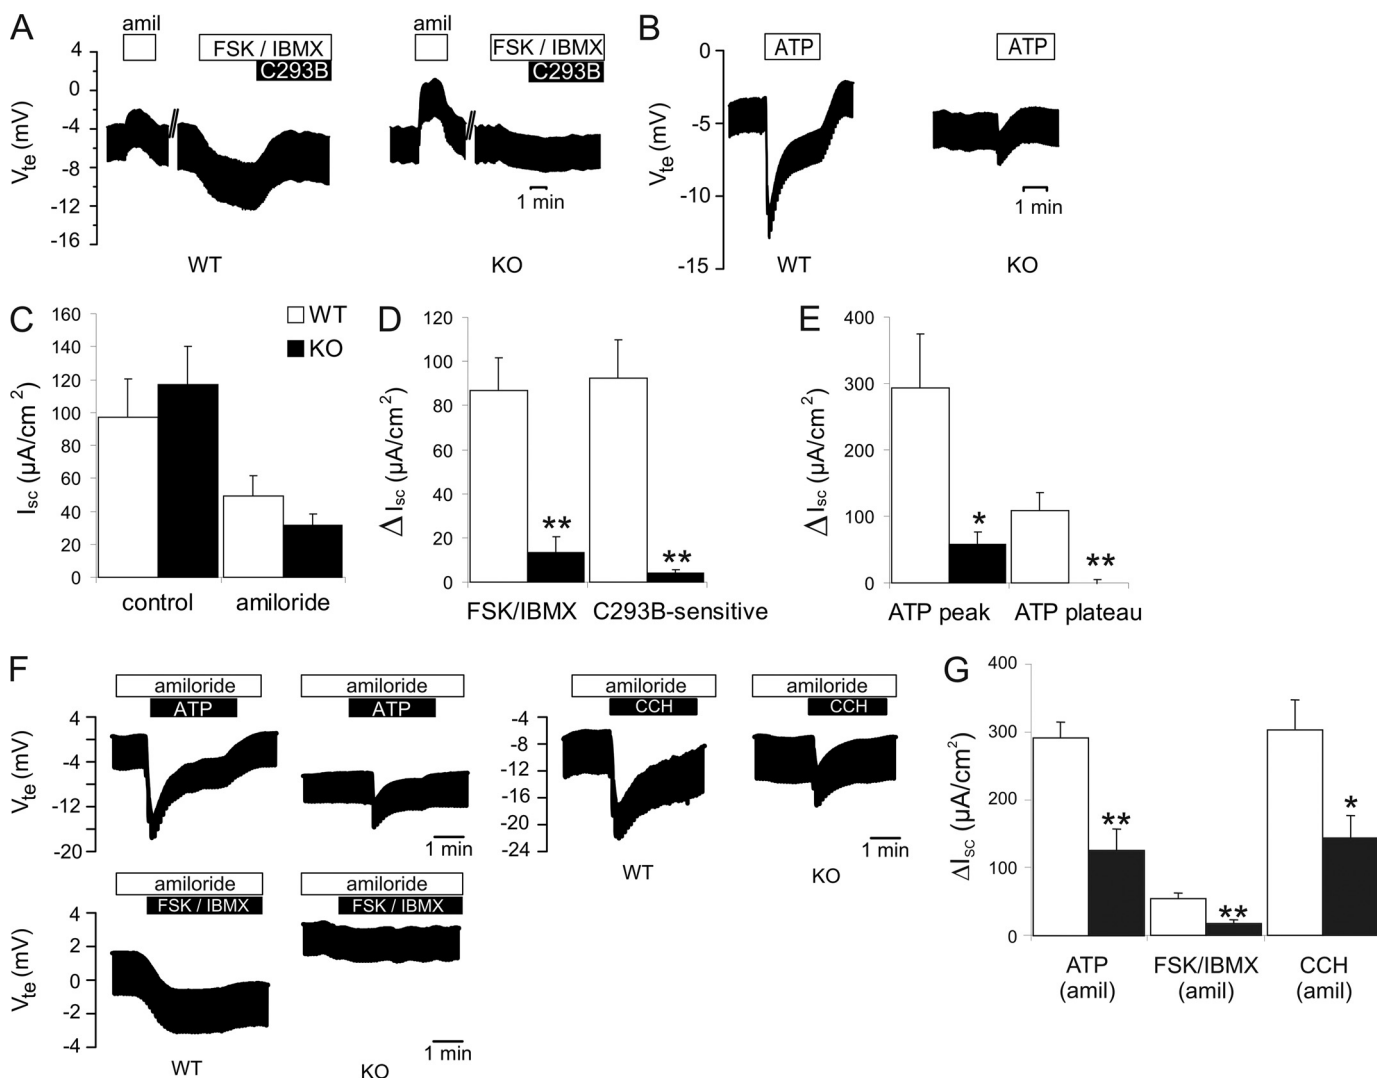 A
amil
FSK / IBMX
C293B
amil
FSK / IBMX
C293B
4
0
-4
-8
-12
-16
Vte (mV)
1 min
WT
KO
B
ATP
ATP
0
-5
-10
-15
Vte (mV)
1 min
WT
KO
C
WT
KO
160
140
120
100
80
60
40
20
0
Isc (µA/cm2)
control
amiloride
D
120
100
80
60
40
20
0
Δ Isc (µA/cm2)
**
**
FSK/IBMX
C293B-sensitive
E
400
300
200
100
0
Δ Isc (µA/cm2)
*
**
ATP peak
ATP plateau
F
amiloride
ATP
amiloride
ATP
4
-4
-12
-20
Vte (mV)
1 min
amiloride
CCH
amiloride
CCH
-4
-8
-12
-16
-20
-24
1 min
WT
KO
amiloride
FSK / IBMX
amiloride
FSK / IBMX
4
2
0
-2
-4
Vte (mV)
1 min
WT
KO
G
400
300
200
100
0
ΔIsc (µA/cm2)
**
**
*
ATP
(amil)
FSK/IBMX
(amil)
CCH
(amil)